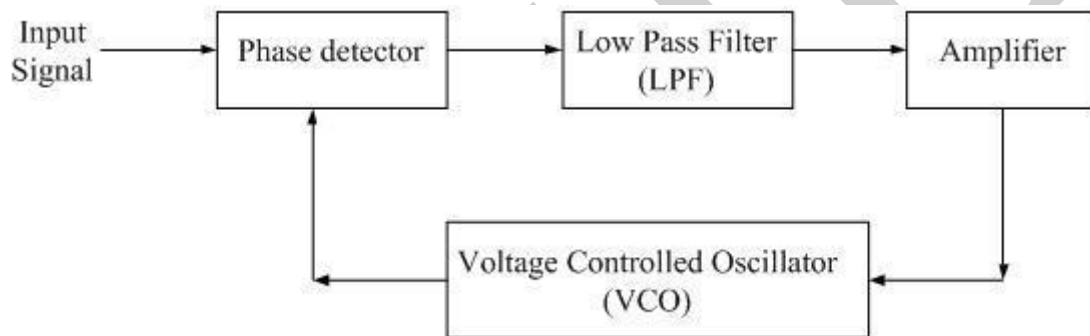 Input
Signal
Phase detector
Low Pass Filter
(LPF)
Amplifier
Voltage Controlled Oscillator
(VCO)